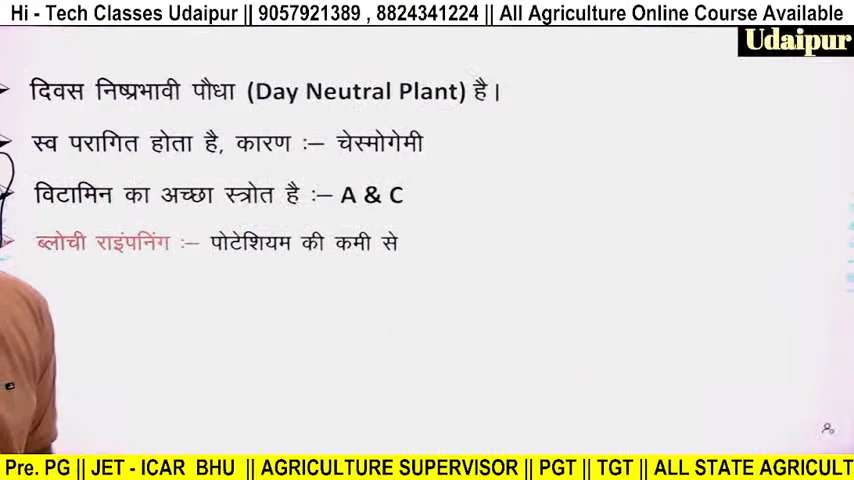 Hi - Tech Classes Udaipur || 9057921389 , 8824341224 || All Agriculture Online Course Available
Udaipur
दिवस निष्प्रभावी पौधा (Day Neutral Plant) है।
स्व परागित होता है, कारण :– चेस्मोगेमी
विटामिन का अच्छा स्त्रोत है :– A & C
ब्लोची राइंपनिंग :– पोटेशियम की कमी से
Pre. PG || JET - ICAR BHU || AGRICULTURE SUPERVISOR || PGT || TGT || ALL STATE AGRICULT